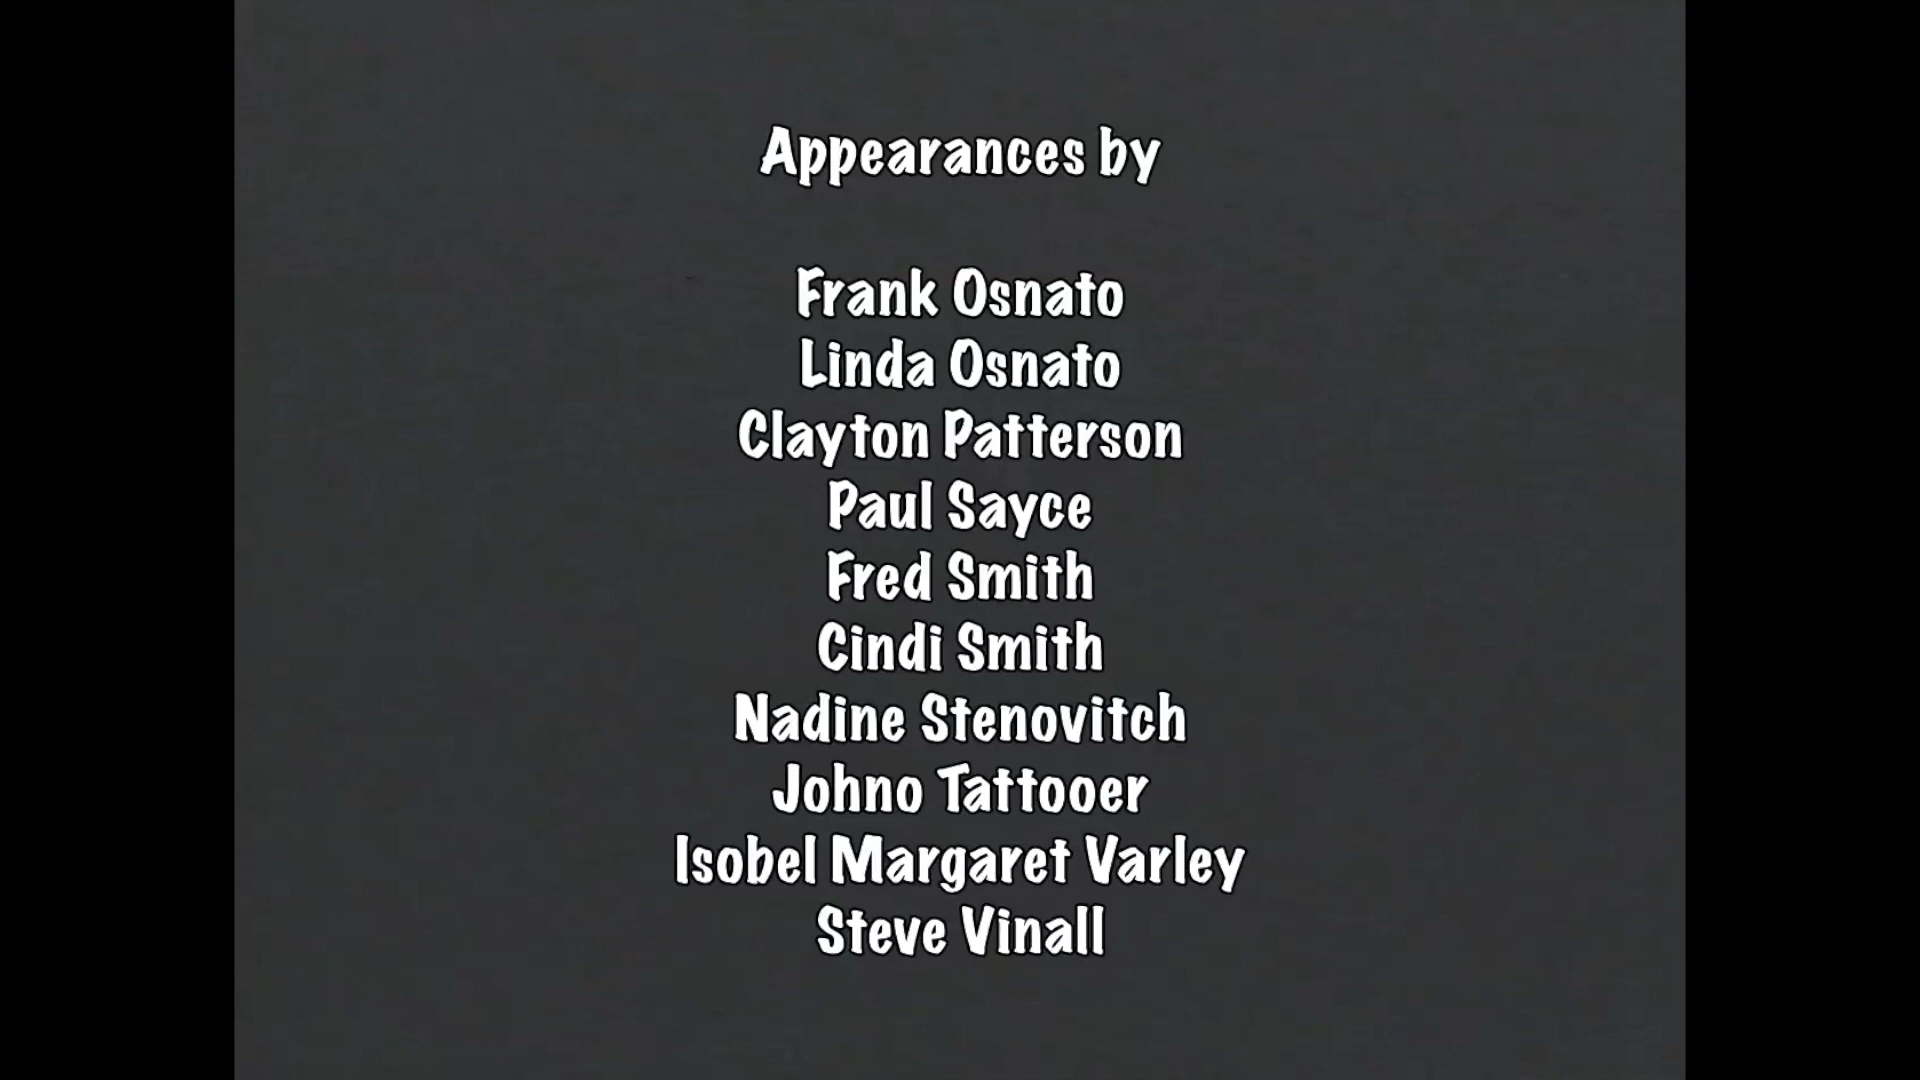 Appearances by
Frank Osnato
Linda Osnato
Clayton Patterson
Paul Sayce
Fred Smith
Cindi Smith
Nadine Stenovitch
Johno Tattooer
Isobel Margaret Varley
Steve Vinall